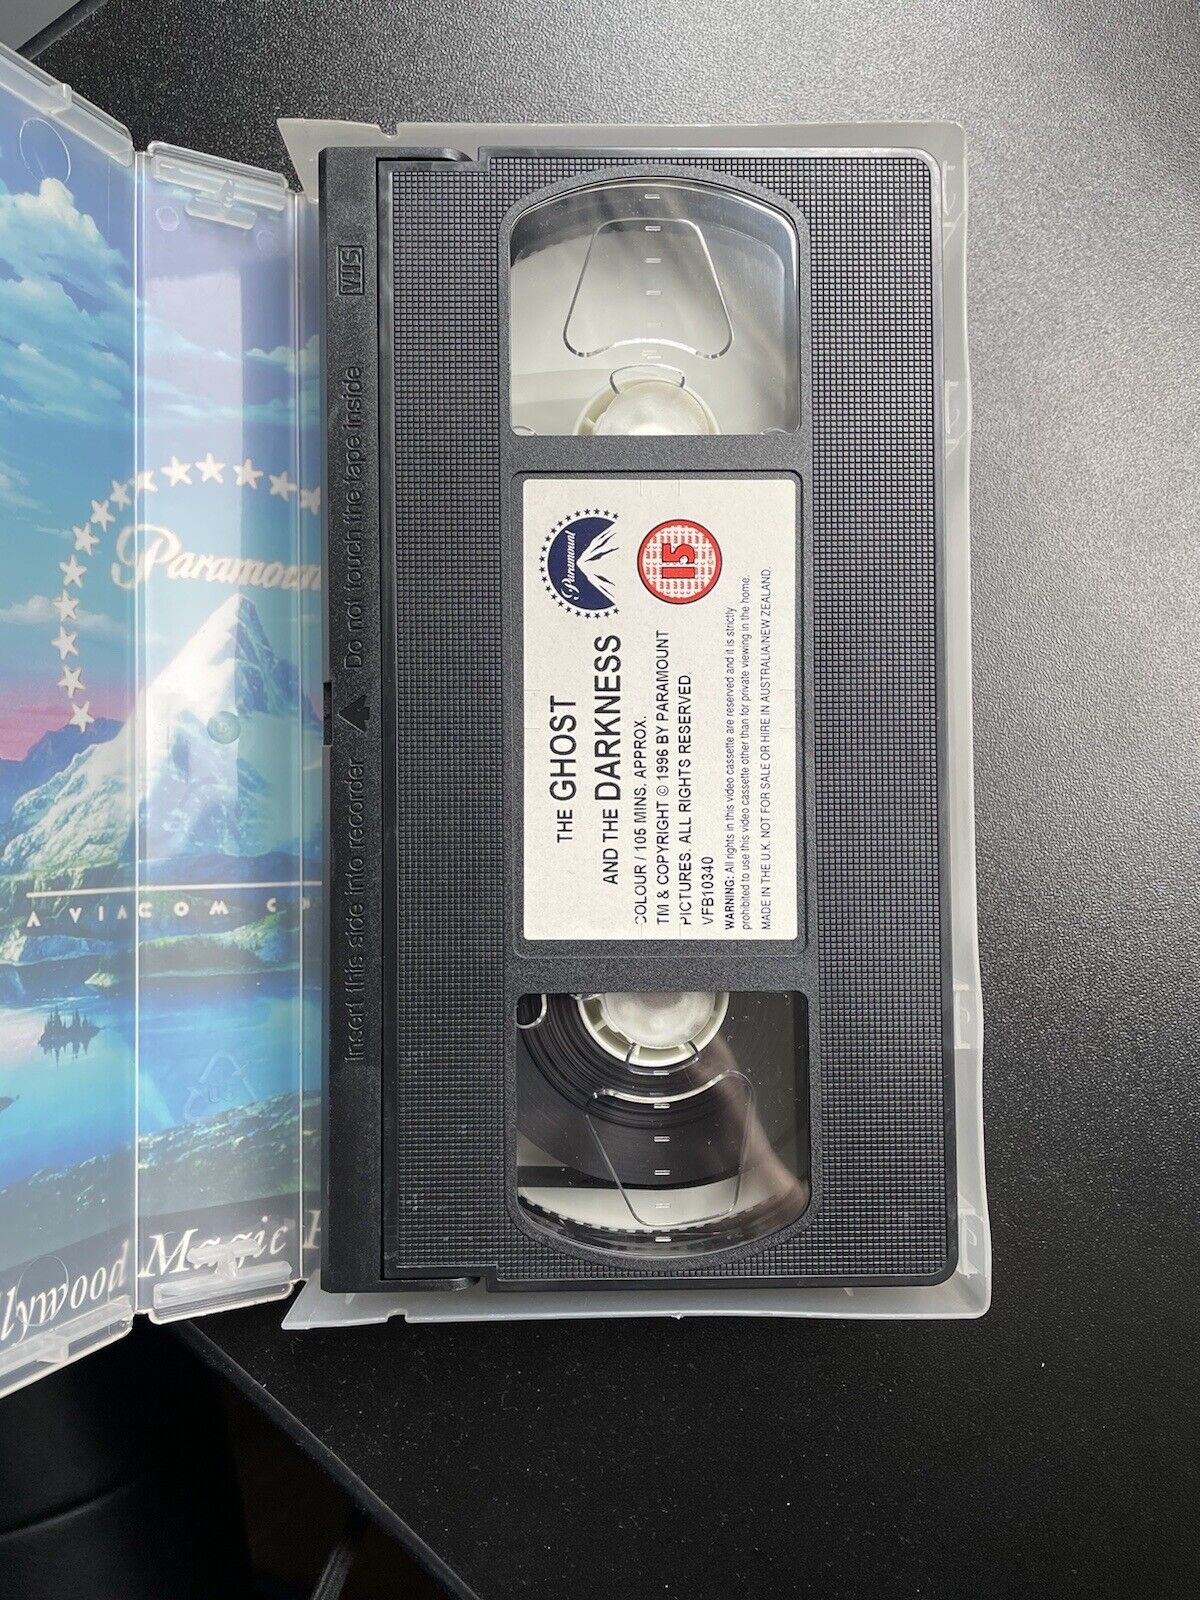 Paramount
A VIACOM
Magic
VHS
Insert this side into recorder
Do not touch the tape inside
Paramount
15
THE GHOST
AND THE DARKNESS
COLOUR / 105 MINS. APPROX.
TM & COPYRIGHT © 1996 BY PARAMOUNT
PICTURES. ALL RIGHTS RESERVED.
VFB10340
WARNING: All rights in this video cassette are reserved and it is strictly
prohibited to use this video cassette other than for private viewing in the home.
MADE IN THE U.K. NOT FOR SALE OR HIRE IN AUSTRALIA/NEW ZEALAND.